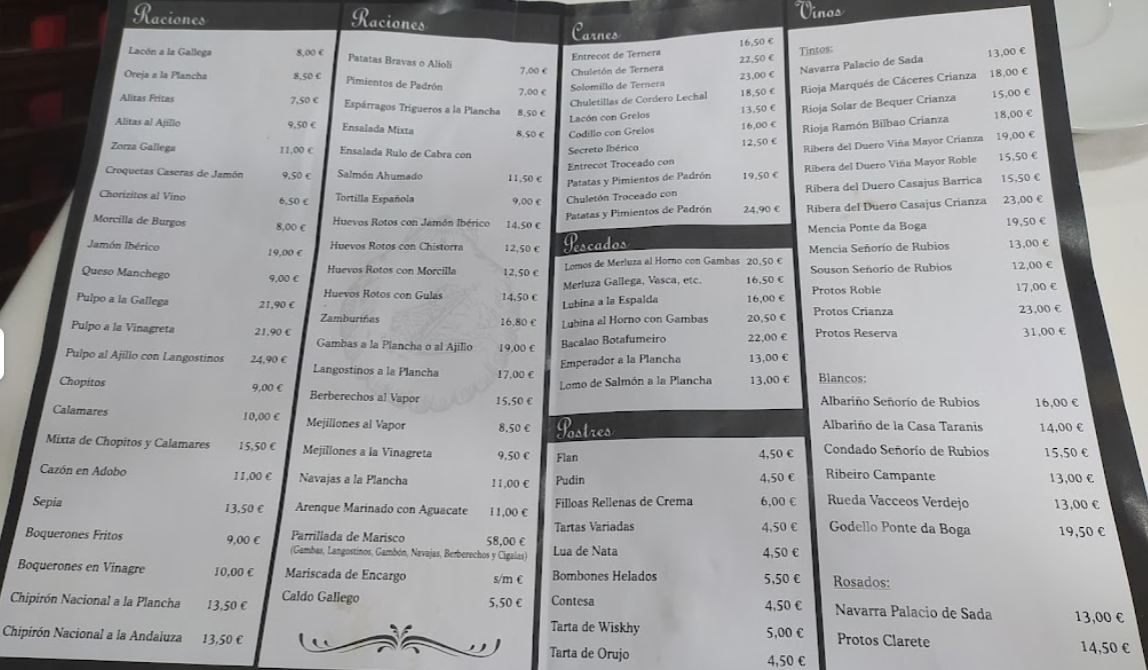 Raciones
Lacón a la Gallega 8,00 €
Oreja a la Plancha 8,50 €
Alitas Fritas 7,50 €
Alitas al Ajillo 9,50 €
Zorza Gallega 11,00 €
Croquetas Caseras de Jamón 9,50 €
Chorizitos al Vino 6,50 €
Morcilla de Burgos 8,00 €
Jamón Ibérico 19,00 €
Queso Manchego 9,00 €
Pulpo a la Gallega 21,90 €
Pulpo a la Vinagreta 21,90 €
Pulpo al Ajillo con Langostinos 24,90 €
Chopitos 9,00 €
Calamares 10,00 €
Mixta de Chopitos y Calamares 15,50 €
Cazón en Adobo 11,00 €
Sepia 13,50 €
Boquerones Fritos 9,00 €
Boquerones en Vinagre 10,00 €
Chipirón Nacional a la Plancha 13,50 €
Chipirón Nacional a la Andaluza 13,50 €
Raciones
Patatas Bravas o Alioli 7,00 €
Pimientos de Padrón 7,00 €
Espárragos Trigueros a la Plancha 8,50 €
Ensalada Mixta 8,50 €
Ensalada Rulo de Cabra con
Salmón Ahumado 11,50 €
Tortilla Española 9,00 €
Huevos Rotos con Jamón Ibérico 14,50 €
Huevos Rotos con Chistorra 12,50 €
Huevos Rotos con Morcilla 12,50 €
Huevos Rotos con Gulas 14,50 €
Zamburiñas 16,80 €
Gambas a la Plancha o al Ajillo 19,00 €
Langostinos a la Plancha 17,00 €
Berberechos al Vapor 15,50 €
Mejillones al Vapor 8,50 €
Mejillones a la Vinagreta 9,50 €
Navajas a la Plancha 11,00 €
Arenque Marinado con Aguacate 11,00 €
Parrillada de Marisco 58,00 €
(Gambas, Langostinos, Gambón, Navajas, Berberechos y Cigalas)
Mariscada de Encargo s/m €
Caldo Gallego 5,50 €
Carnes
Entrecot de Ternera 16,50 €
Chuletón de Ternera 22,50 €
Solomillo de Ternera 23,00 €
Chuletillas de Cordero Lechal 18,50 €
Lacón con Grelos 13,50 €
Codillo con Grelos 16,00 €
Secreto Ibérico 12,50 €
Entrecot Troceado con
Patatas y Pimientos de Padrón 19,50 €
Chuletón Troceado con
Patatas y Pimientos de Padrón 24,90 €
Pescados
Lomos de Merluza al Horno con Gambas 20,50 €
Merluza Gallega, Vasca, etc. 16,50 €
Lubina a la Espalda 16,00 €
Lubina al Horno con Gambas 20,50 €
Bacalao Botafumeiro 22,00 €
Emperador a la Plancha 13,00 €
Lomo de Salmón a la Plancha 13,00 €
Postres
Flan 4,50 €
Pudin 4,50 €
Filloas Rellenas de Crema 6,00 €
Tartas Variadas 4,50 €
Lua de Nata 4,50 €
Bombones Helados 5,50 €
Contesa 4,50 €
Tarta de Wiskhy 5,00 €
Tarta de Orujo 4,50 €
Vinos
Tintos:
Navarra Palacio de Sada 13,00 €
Rioja Marqués de Cáceres Crianza 18,00 €
Rioja Solar de Bequer Crianza 15,00 €
Rioja Ramón Bilbao Crianza 18,00 €
Ribera del Duero Viña Mayor Crianza 19,00 €
Ribera del Duero Viña Mayor Roble 15,50 €
Ribera del Duero Casajus Barrica 15,50 €
Ribera del Duero Casajus Crianza 23,00 €
Mencia Ponte da Boga 19,50 €
Mencia Señorío de Rubios 13,00 €
Souson Señorío de Rubios 12,00 €
Protos Roble 17,00 €
Protos Crianza 23,00 €
Protos Reserva 31,00 €
Blancos:
Albariño Señorío de Rubios 16,00 €
Albariño de la Casa Taranis 14,00 €
Condado Señorío de Rubios 15,50 €
Ribeiro Campante 13,00 €
Rueda Vacceos Verdejo 13,00 €
Godello Ponte da Boga 19,50 €
Rosados:
Navarra Palacio de Sada 13,00 €
Protos Clarete 14,50 €